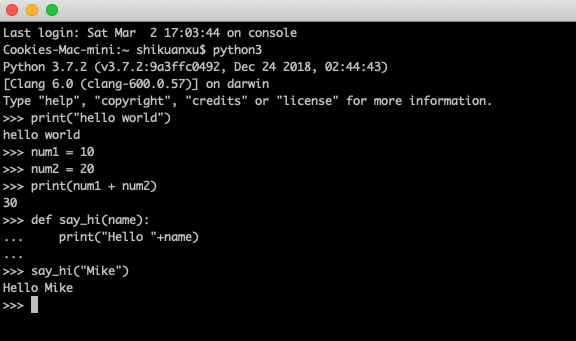 Last login: Sat Mar  2 17:03:44 on console
Cookies-Mac-mini:~ shikuanxu$ python3
Python 3.7.2 (v3.7.2:9a3ffc0492, Dec 24 2018, 02:44:43)
[Clang 6.0 (clang-600.0.57)] on darwin
Type "help", "copyright", "credits" or "license" for more information.
>>> print("hello world")
hello world
>>> num1 = 10
>>> num2 = 20
>>> print(num1 + num2)
30
>>> def say_hi(name):
...     print("Hello "+name)
...
>>> say_hi("Mike")
Hello Mike
>>>